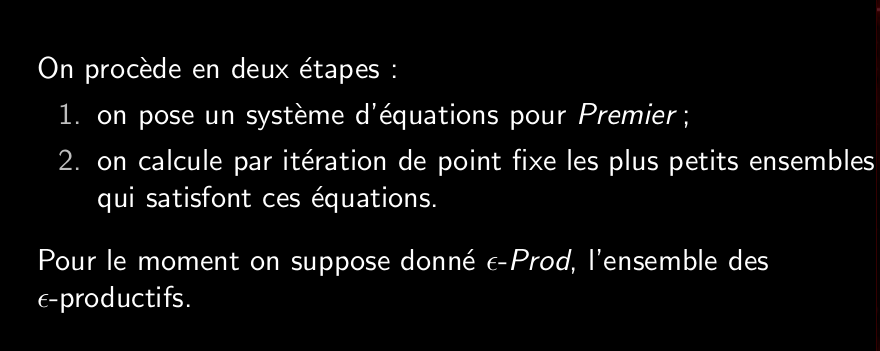 On procède en deux étapes :
1. on pose un système d'équations pour Premier ;
2. on calcule par itération de point fixe les plus petits ensembles
qui satisfont ces équations.
Pour le moment on suppose donné ϵ-Prod, l'ensemble des
ϵ-productifs.